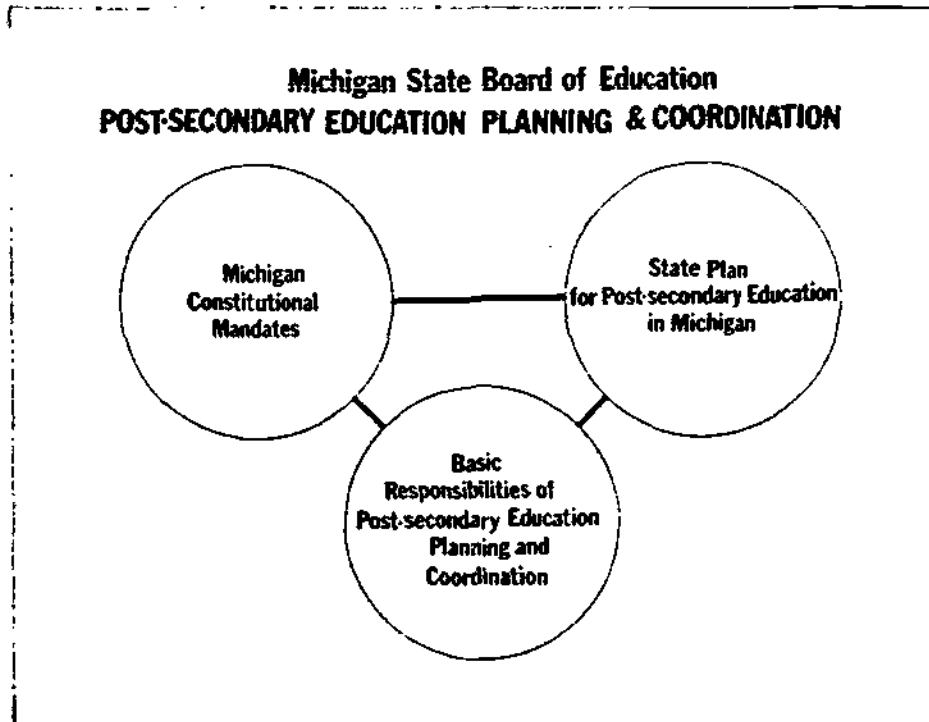 Michigan State Board of Education
POST-SECONDARY EDUCATION PLANNING & COORDINATION
Michigan
Constitutional
Mandates
State Plan
for Post-secondary Education
in Michigan
Basic
Responsibilities of
Post-secondary Education
Planning and
Coordination